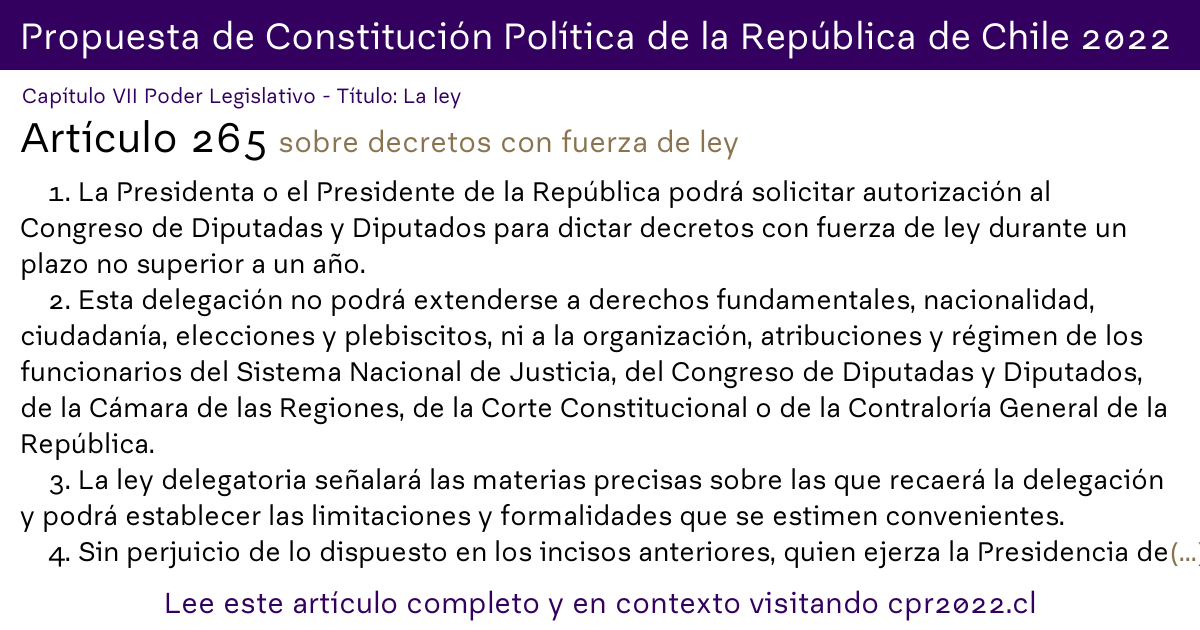 Propuesta de Constitución Política de la República de Chile 2022
Capítulo VII Poder Legislativo - Título: La ley
Artículo 265 sobre decretos con fuerza de ley
1. La Presidenta o el Presidente de la República podrá solicitar autorización al
Congreso de Diputadas y Diputados para dictar decretos con fuerza de ley durante un
plazo no superior a un año.
2. Esta delegación no podrá extenderse a derechos fundamentales, nacionalidad,
ciudadanía, elecciones y plebiscitos, ni a la organización, atribuciones y régimen de los
funcionarios del Sistema Nacional de Justicia, del Congreso de Diputadas y Diputados,
de la Cámara de las Regiones, de la Corte Constitucional o de la Contraloría General de la
República.
3. La ley delegatoria señalará las materias precisas sobre las que recaerá la delegación
y podrá establecer las limitaciones y formalidades que se estimen convenientes.
4. Sin perjuicio de lo dispuesto en los incisos anteriores, quien ejerza la Presidencia de(...)
Lee este artículo completo y en contexto visitando cpr2022.cl